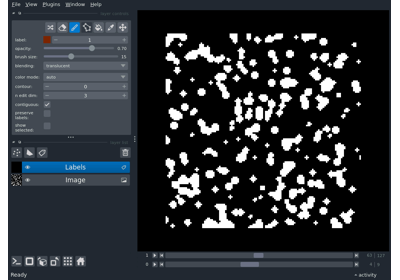 File View Plugins Window Help
label: 1
opacity: 0.70
brush size: 10
blending: translucent
color mode: auto
contour: 0
n edit dim: 3
contiguous:
preserve
labels:
show
selected:
Labels
Image
Ready
activity